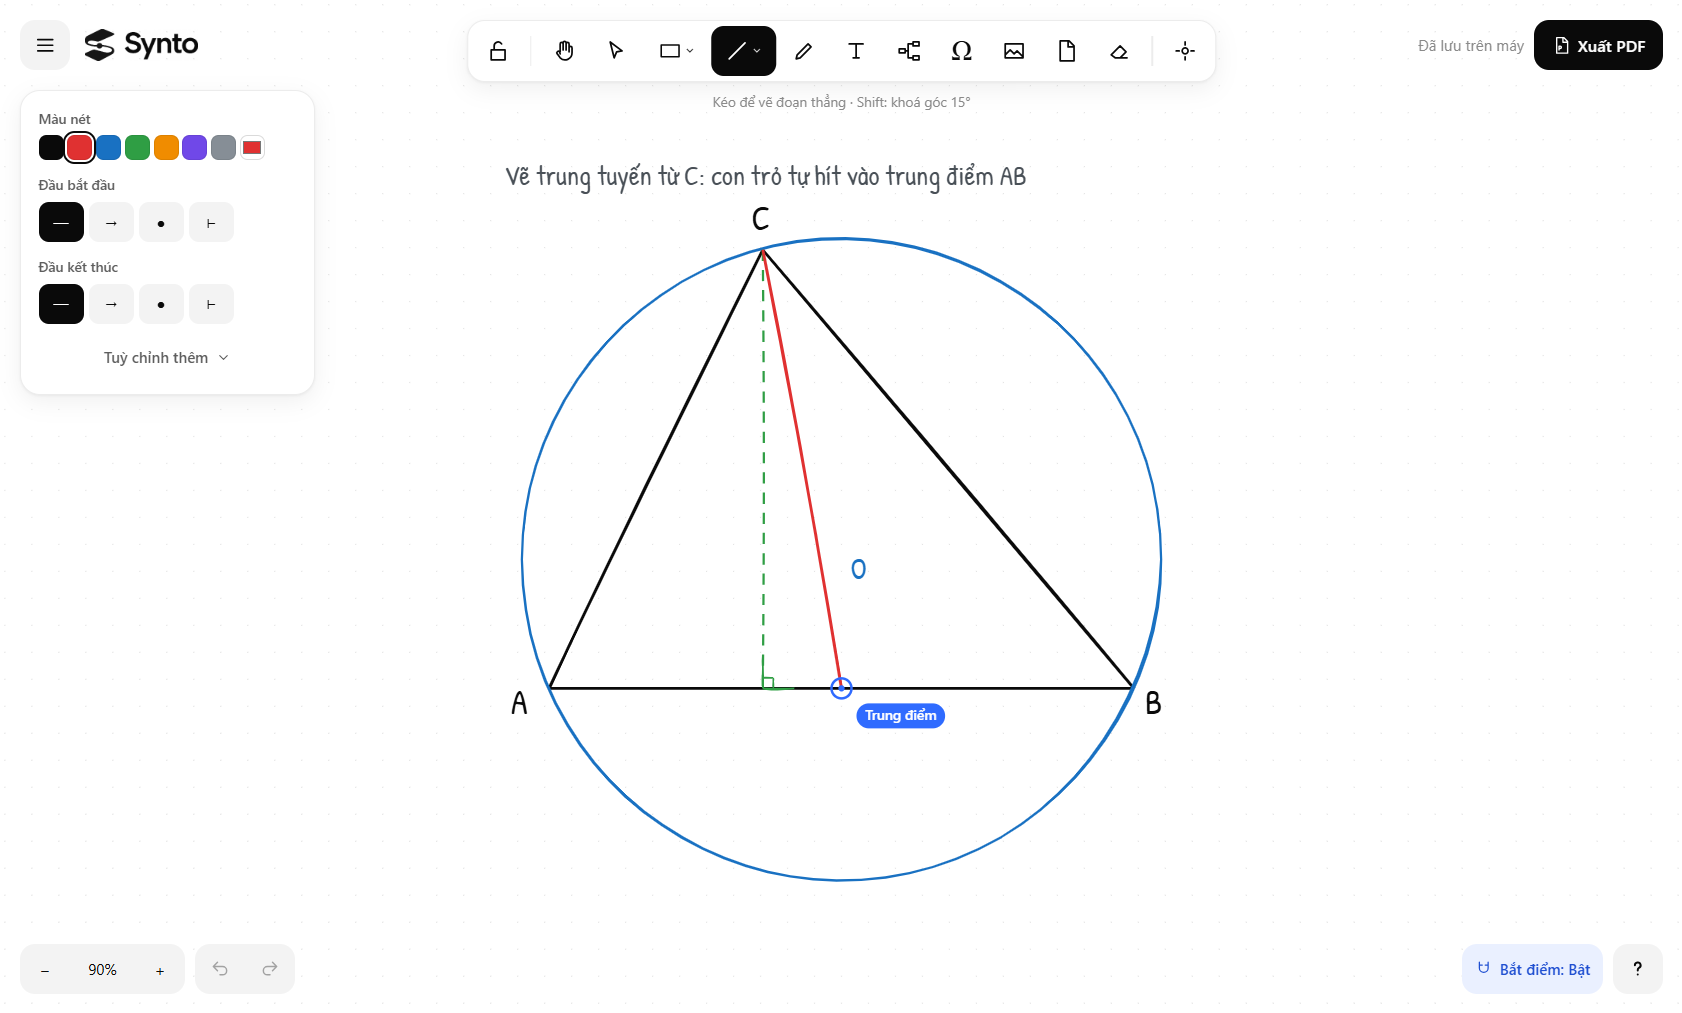 Synto
Đã lưu trên máy
Xuất PDF
Kéo để vẽ đoạn thẳng · Shift: khoá góc 15°
Màu nét
Đầu bắt đầu
Đầu kết thúc
Tuỳ chỉnh thêm
Vẽ trung tuyến từ C: con trỏ tự hít vào trung điểm AB
C
O
A
B
Trung điểm
− 90% +
Bắt điểm: Bật
?